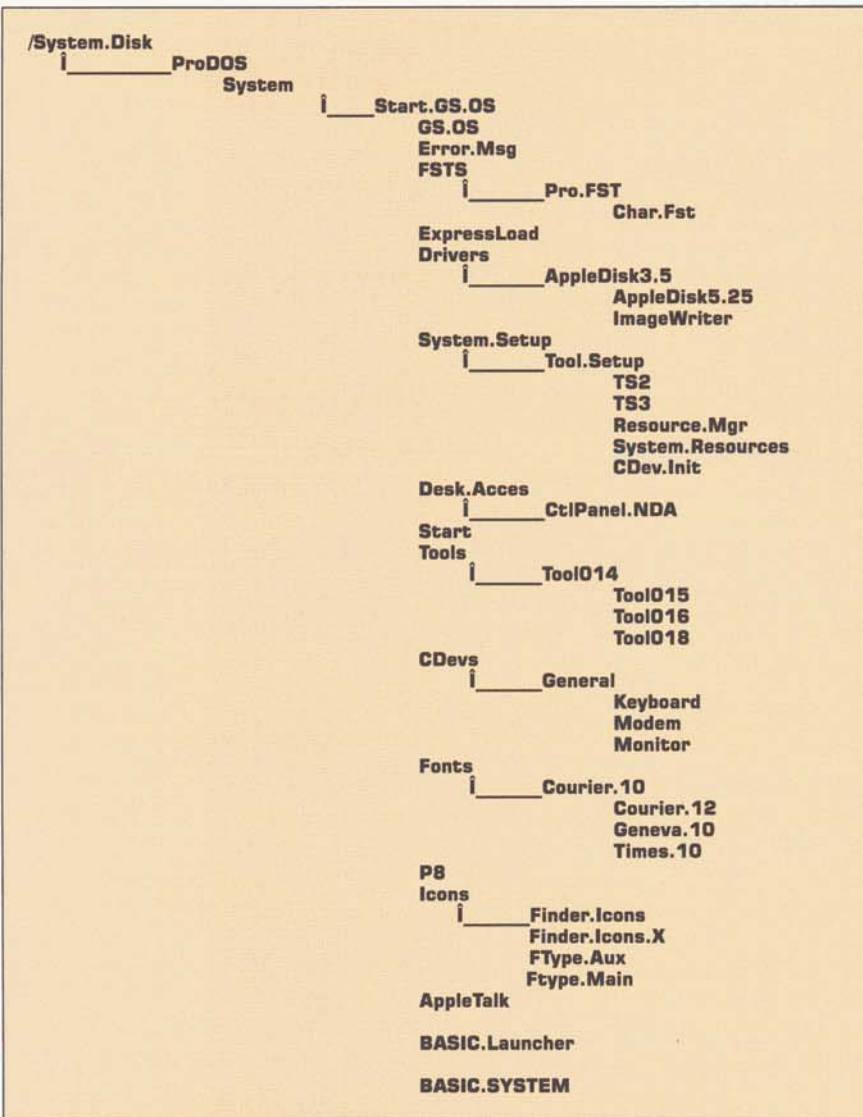 /System.Disk
Î__________ProDOS
System
Î____Start.GS.OS
GS.OS
Error.Msg
FSTS
Î_______Pro.FST
Char.Fst
ExpressLoad
Drivers
Î_______AppleDisk3.5
AppleDisk5.25
ImageWriter
System.Setup
Î_______Tool.Setup
TS2
TS3
Resource.Mgr
System.Resources
CDev.Init
Desk.Acces
Î_______CtlPanel.NDA
Start
Tools
Î______Tool014
Tool015
Tool016
Tool018
CDevs
Î______General
Keyboard
Modem
Monitor
Fonts
Î______Courier.10
Courier.12
Geneva.10
Times.10
P8
Icons
Î______Finder.Icons
Finder.Icons.X
FType.Aux
Ftype.Main
AppleTalk
BASIC.Launcher
BASIC.SYSTEM